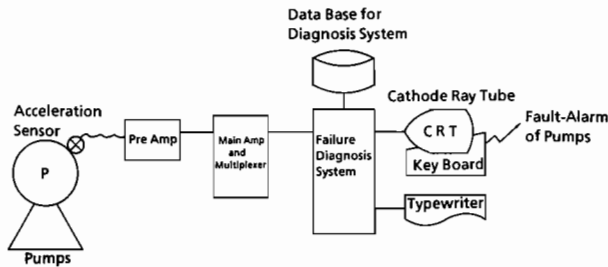 Data Base for
Diagnosis System
Cathode Ray Tube
Acceleration
Sensor
Fault-Alarm
of Pumps
Pre Amp
Main Amp
and
Multiplexer
Failure
Diagnosis
System
C R T
Key Board
P
Typewriter
Pumps